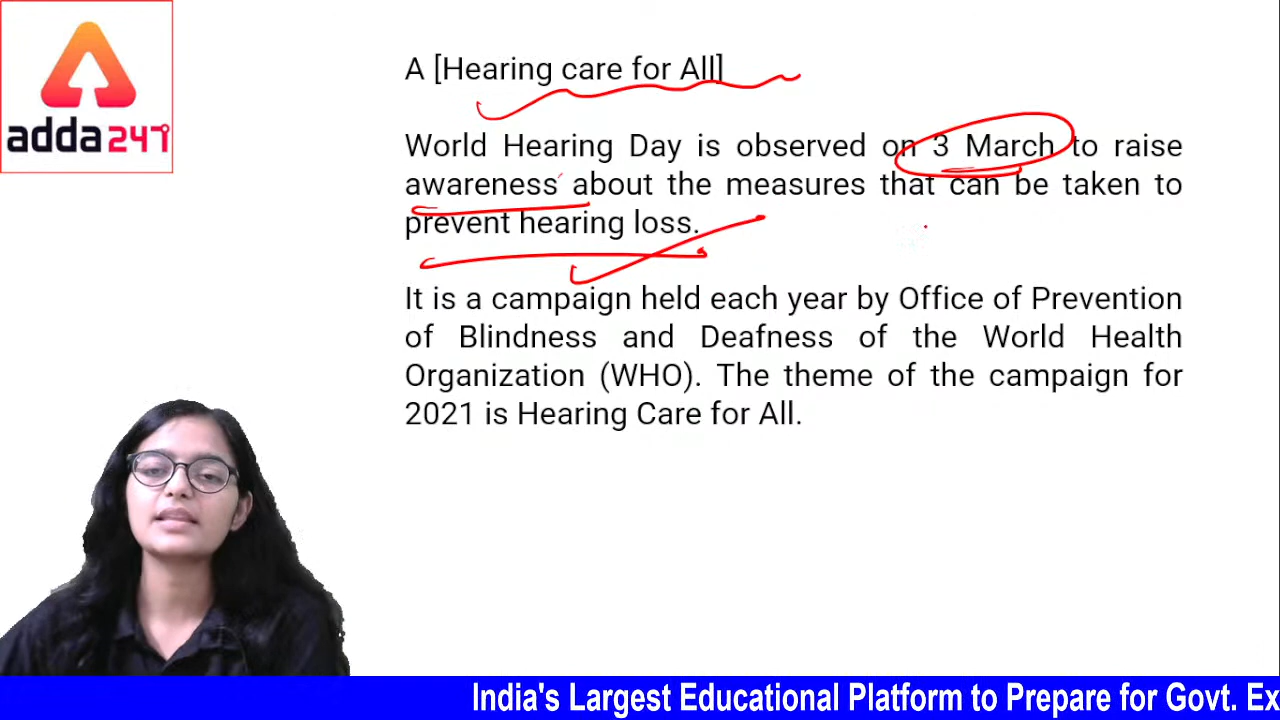 adda247
A [Hearing care for All]
World Hearing Day is observed on 3 March to raise
awareness about the measures that can be taken to
prevent hearing loss.
It is a campaign held each year by Office of Prevention
of Blindness and Deafness of the World Health
Organization (WHO). The theme of the campaign for
2021 is Hearing Care for All.
India's Largest Educational Platform to Prepare for Govt. Ex